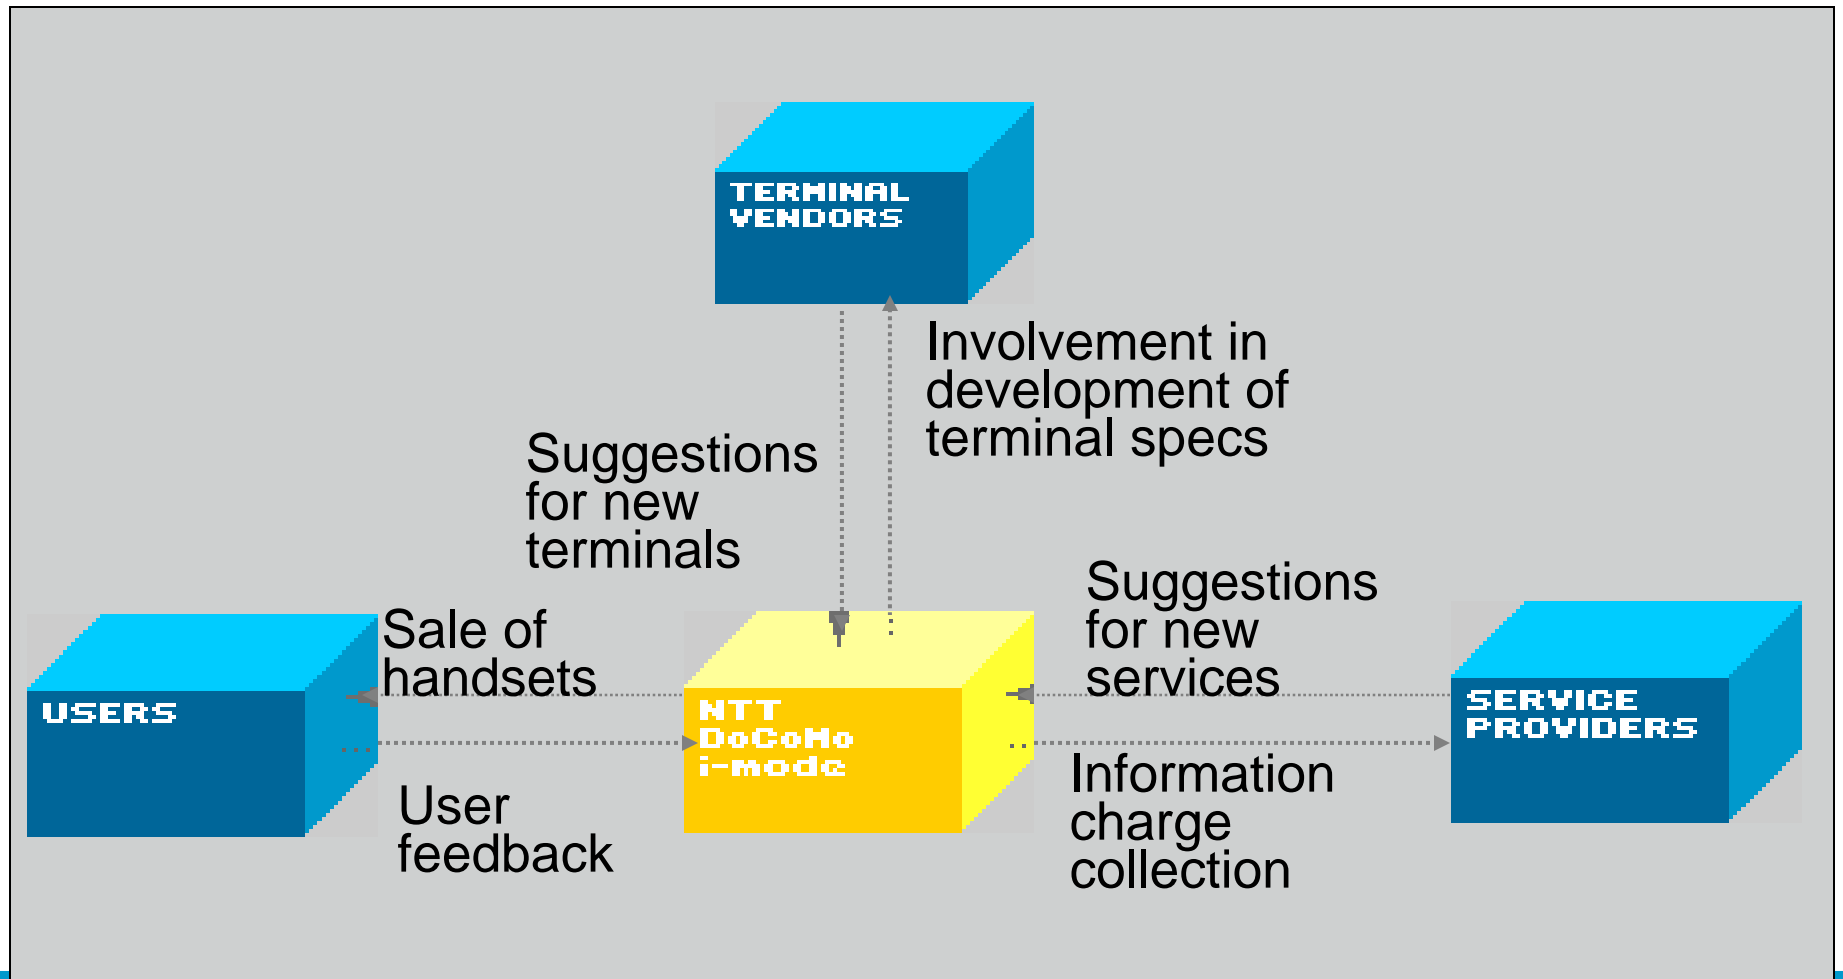 TERMINAL
VENDORS
Involvement in
development of
terminal specs
Suggestions
for new
terminals
Suggestions
for new
services
Sale of
handsets
USERS
NTT
DoCoMo
i-mode
SERVICE
PROVIDERS
User
feedback
Information
charge
collection